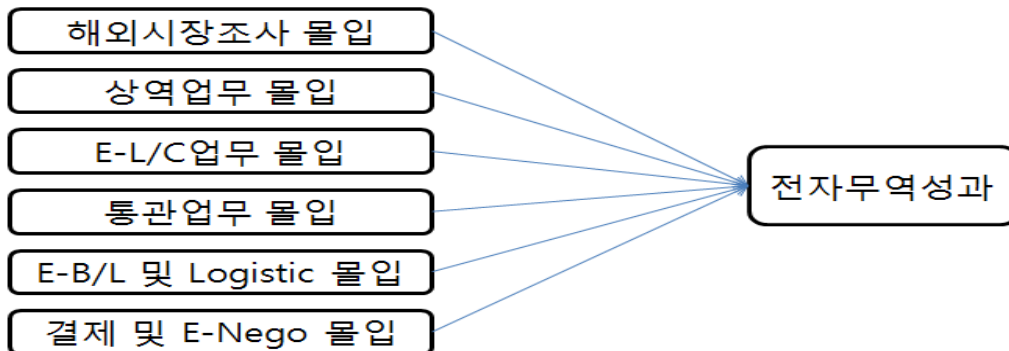 해외시장조사 몰입
상역업무 몰입
E-L/C업무 몰입
통관업무 몰입
E-B/L 및 Logistic 몰입
결제 및 E-Nego 몰입
전자무역성과